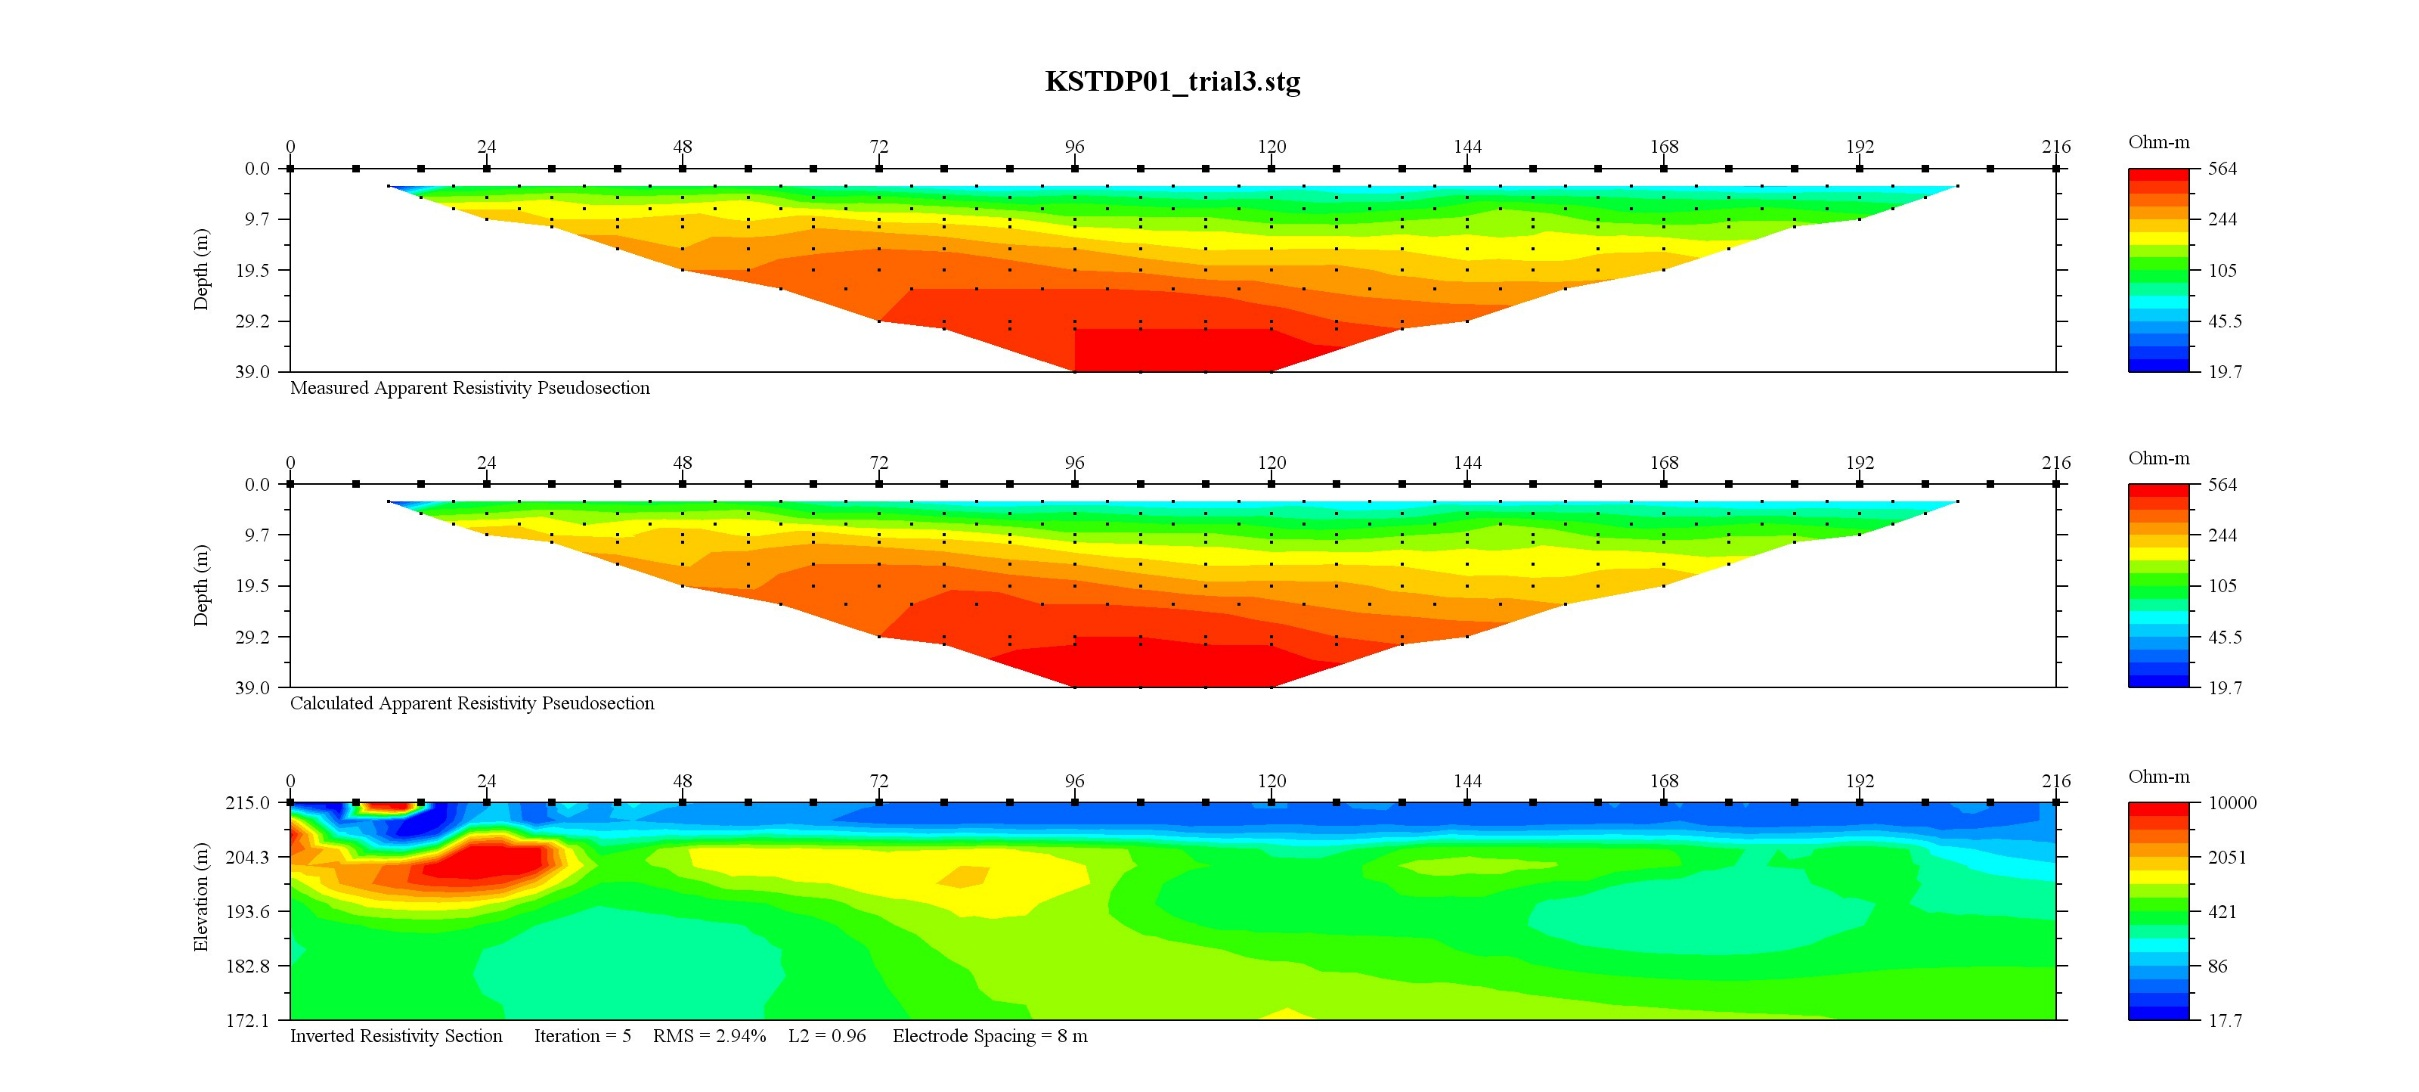 KSTDP01_trial3.stg
0 24 48 72 96 120 144 168 192 216
Ohm-m
0.0
9.7
19.5
29.2
39.0
Depth (m)
564
244
105
45.5
19.7
Measured Apparent Resistivity Pseudosection
0 24 48 72 96 120 144 168 192 216
Ohm-m
0.0
9.7
19.5
29.2
39.0
Depth (m)
564
244
105
45.5
19.7
Calculated Apparent Resistivity Pseudosection
0 24 48 72 96 120 144 168 192 216
Ohm-m
215.0
204.3
193.6
182.8
172.1
Elevation (m)
10000
2051
421
86
17.7
Inverted Resistivity Section Iteration = 5 RMS = 2.94% L2 = 0.96 Electrode Spacing = 8 m